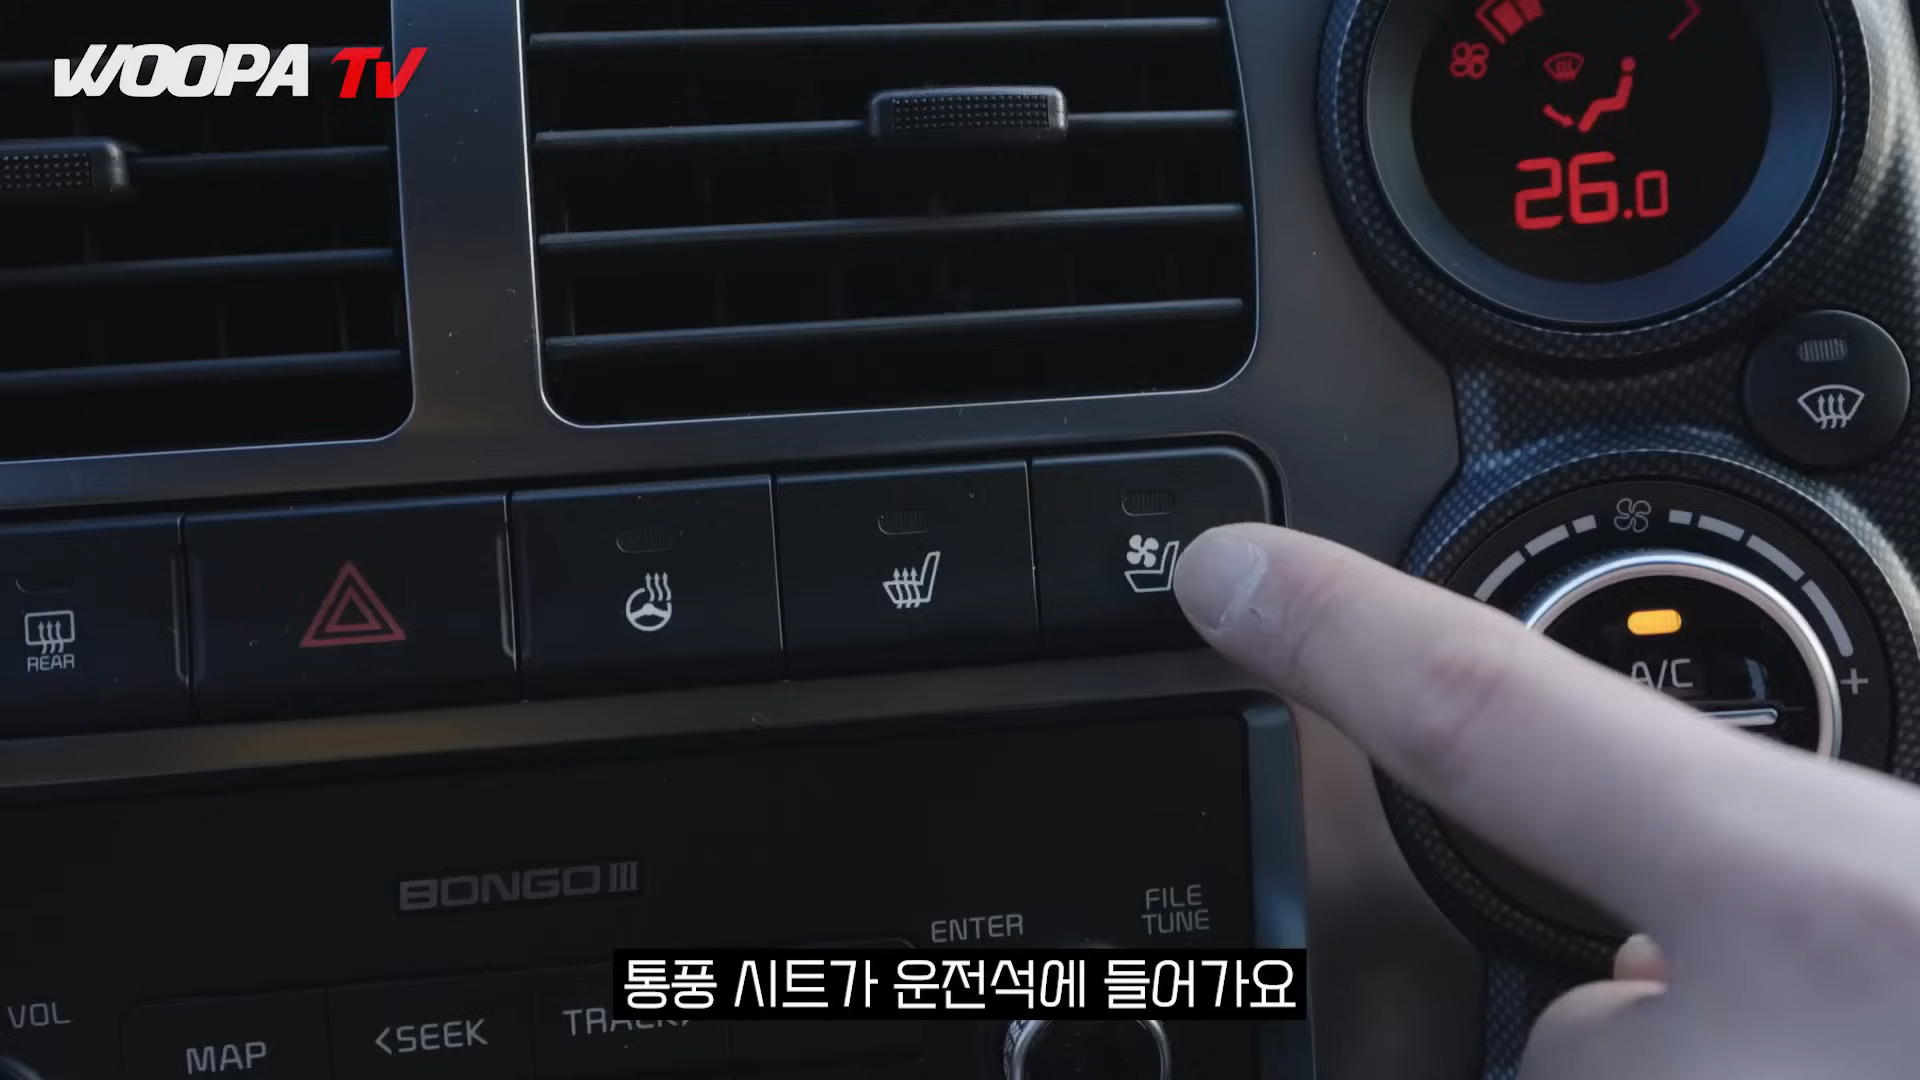 WOOPA TV
26.0
REAR
A/C
+
BONGO III
FILE
TUNE
ENTER
통풍 시트가 운전석에 들어가요
VOL
MAP
<SEEK
TRACK>